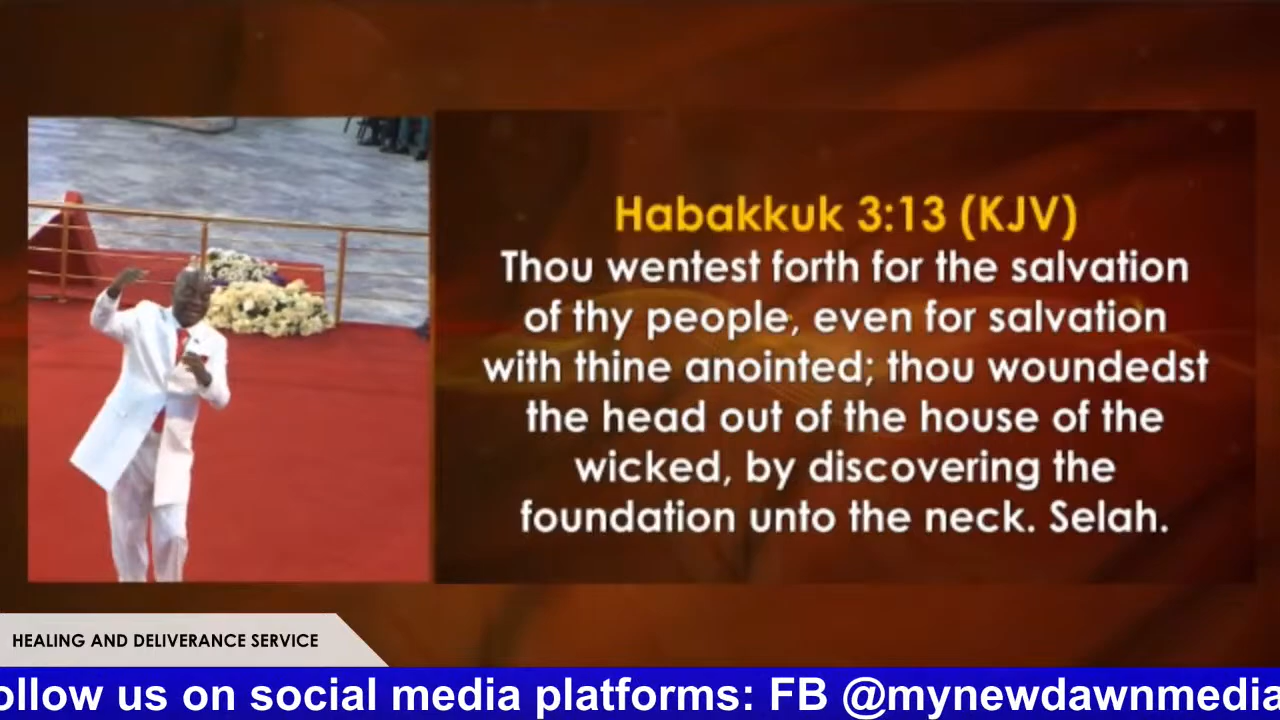 Habakkuk 3:13 (KJV)
Thou wentest forth for the salvation
of thy people, even for salvation
with thine anointed; thou woundedst
the head out of the house of the
wicked, by discovering the
foundation unto the neck. Selah.
HEALING AND DELIVERANCE SERVICE
ollow us on social media platforms: FB @mynewdawnmedia